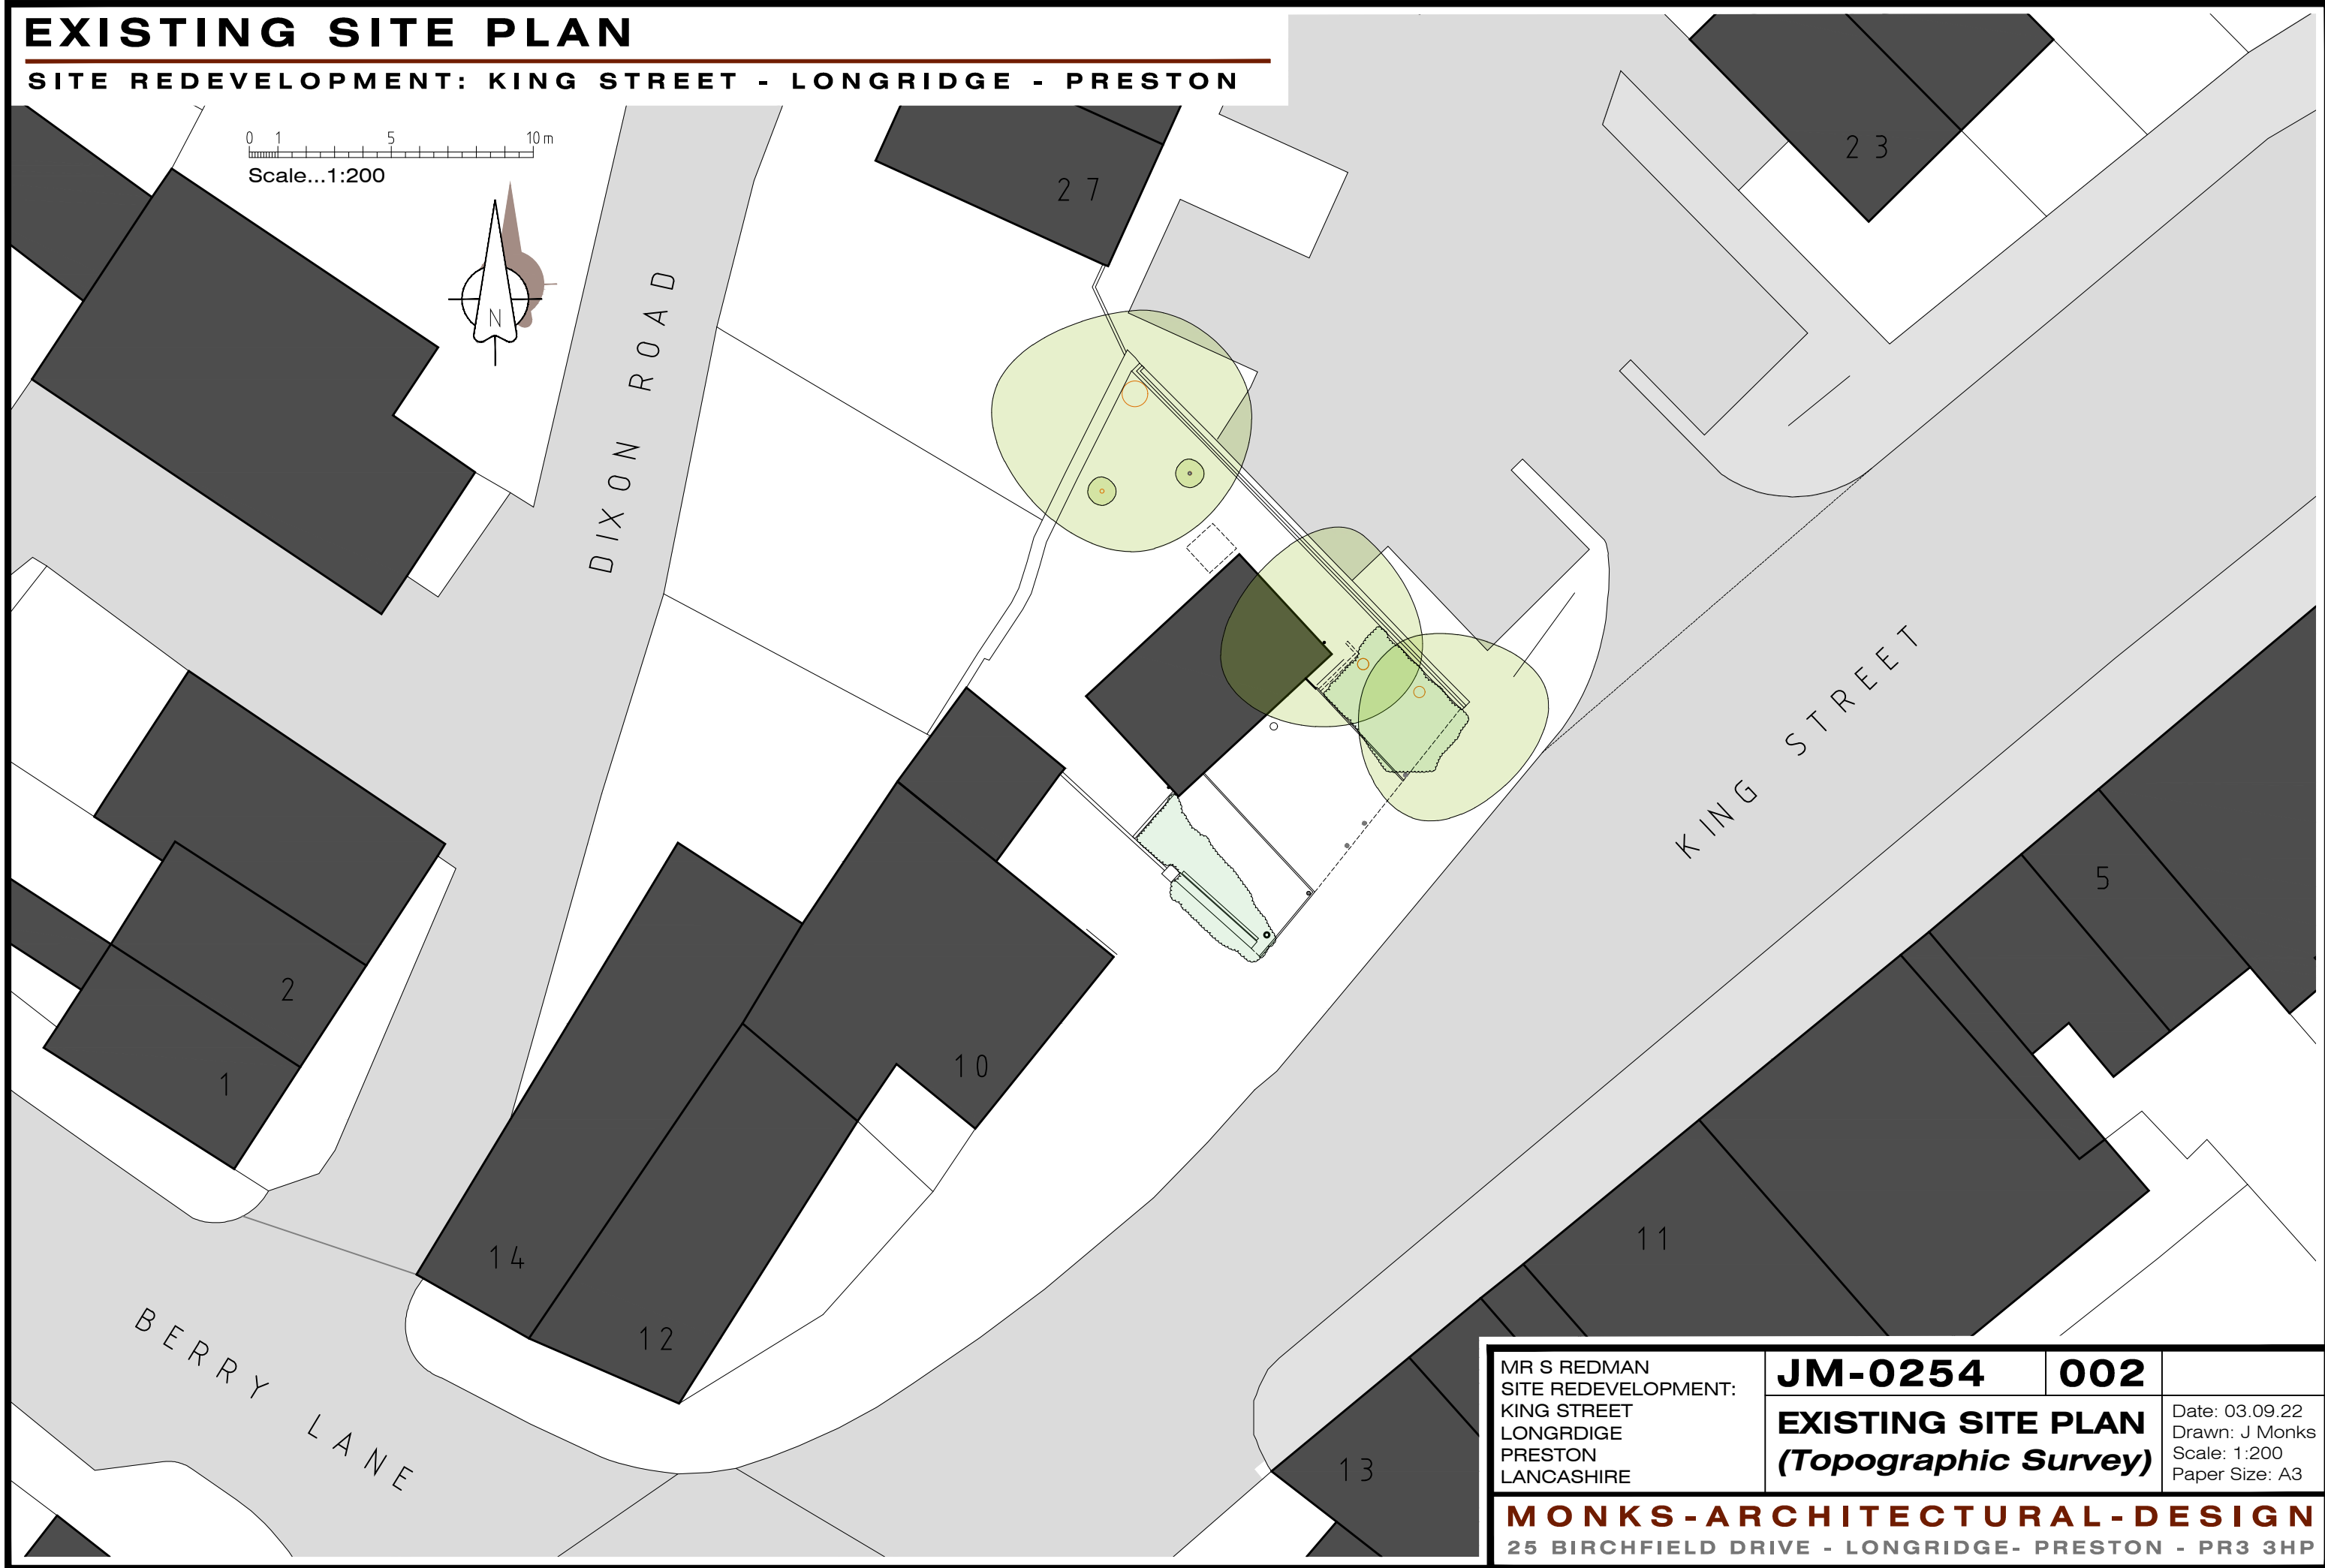 EXISTING SITE PLAN
SITE REDEVELOPMENT: KING STREET - LONGRIDGE - PRESTON
0 1 5 10 m
Scale...1:200
N
27
23
DIXON ROAD
KING STREET
5
2
1
10
11
14
12
13
BERRY LANE
MR S REDMAN
SITE REDEVELOPMENT:
KING STREET
LONGRDIGE
PRESTON
LANCASHIRE
JM-0254
002
EXISTING SITE PLAN
(Topographic Survey)
Date: 03.09.22
Drawn: J Monks
Scale: 1:200
Paper Size: A3
MONKS-ARCHITECTURAL-DESIGN
25 BIRCHFIELD DRIVE - LONGRIDGE- PRESTON - PR3 3HP